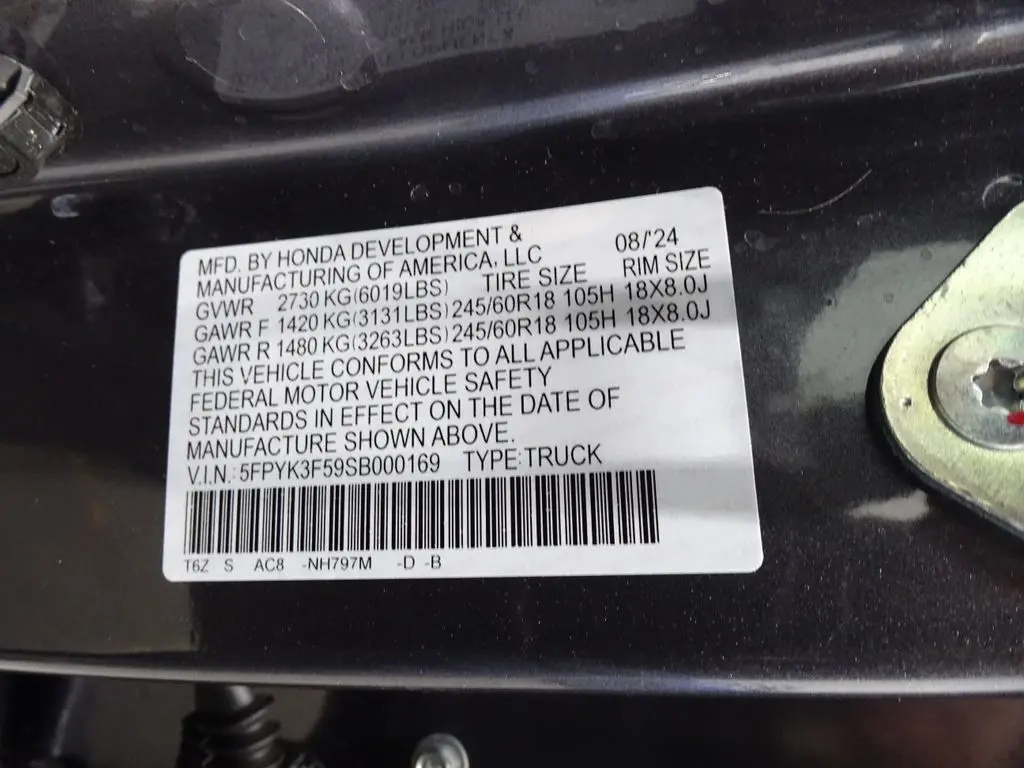 MFD. BY HONDA DEVELOPMENT & 08/'24
MANUFACTURING OF AMERICA, LLC
GVWR 2730 KG(6019LBS) TIRE SIZE RIM SIZE
GAWR F 1420 KG(3131LBS) 245/60R18 105H 18X8.0J
GAWR R 1480 KG(3263LBS) 245/60R18 105H 18X8.0J
THIS VEHICLE CONFORMS TO ALL APPLICABLE
FEDERAL MOTOR VEHICLE SAFETY
STANDARDS IN EFFECT ON THE DATE OF
MANUFACTURE SHOWN ABOVE.
V.I.N.: 5FPYK3F59SB000169 TYPE:TRUCK
T6Z S AC8 -NH797M -D -B